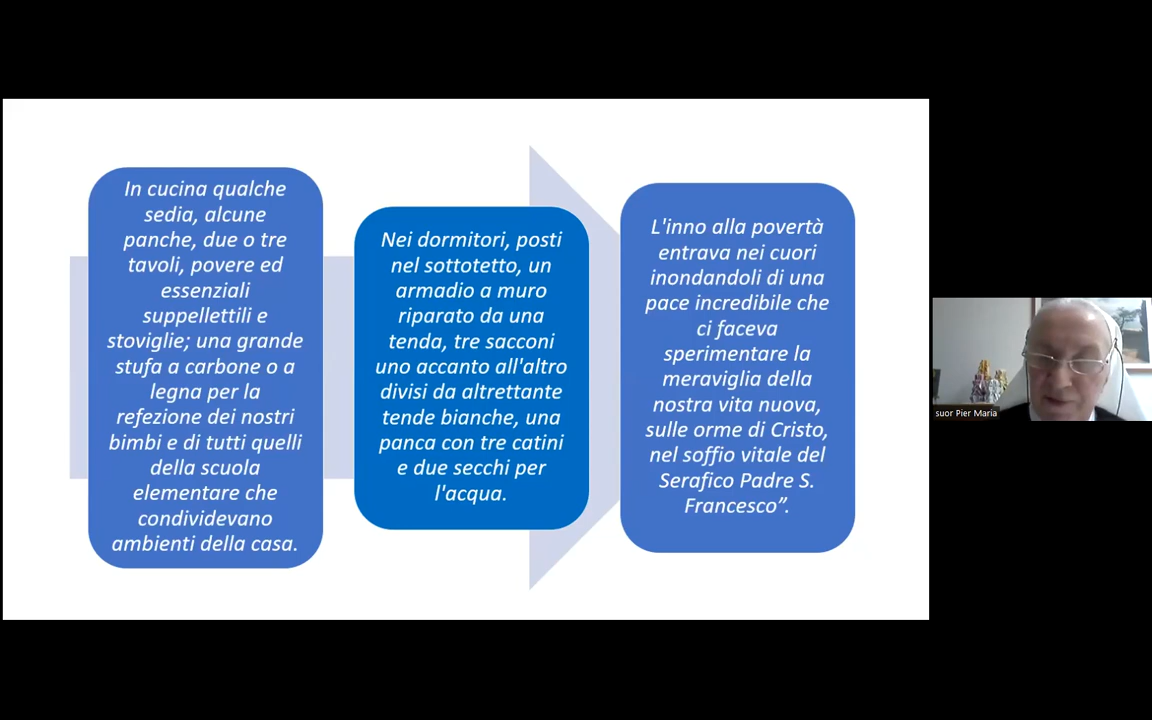 In cucina qualche
sedia, alcune
panche, due o tre
tavoli, povere ed
essenziali
suppellettili e
stoviglie; una grande
stufa a carbone o a
legna per la
refezione dei nostri
bimbi e di tutti quelli
della scuola
elementare che
condividevano
ambienti della casa.
Nei dormitori, posti
nel sottotetto, un
armadio a muro
riparato da una
tenda, tre sacconi
uno accanto all'altro
divisi da altrettante
tende bianche, una
panca con tre catini
e due secchi per
l'acqua.
L'inno alla povertà
entrava nei cuori
inondandoli di una
pace incredibile che
ci faceva
sperimentare la
meraviglia della
nostra vita nuova,
sulle orme di Cristo,
nel soffio vitale del
Serafico Padre S.
Francesco”.
suor Pier Maria